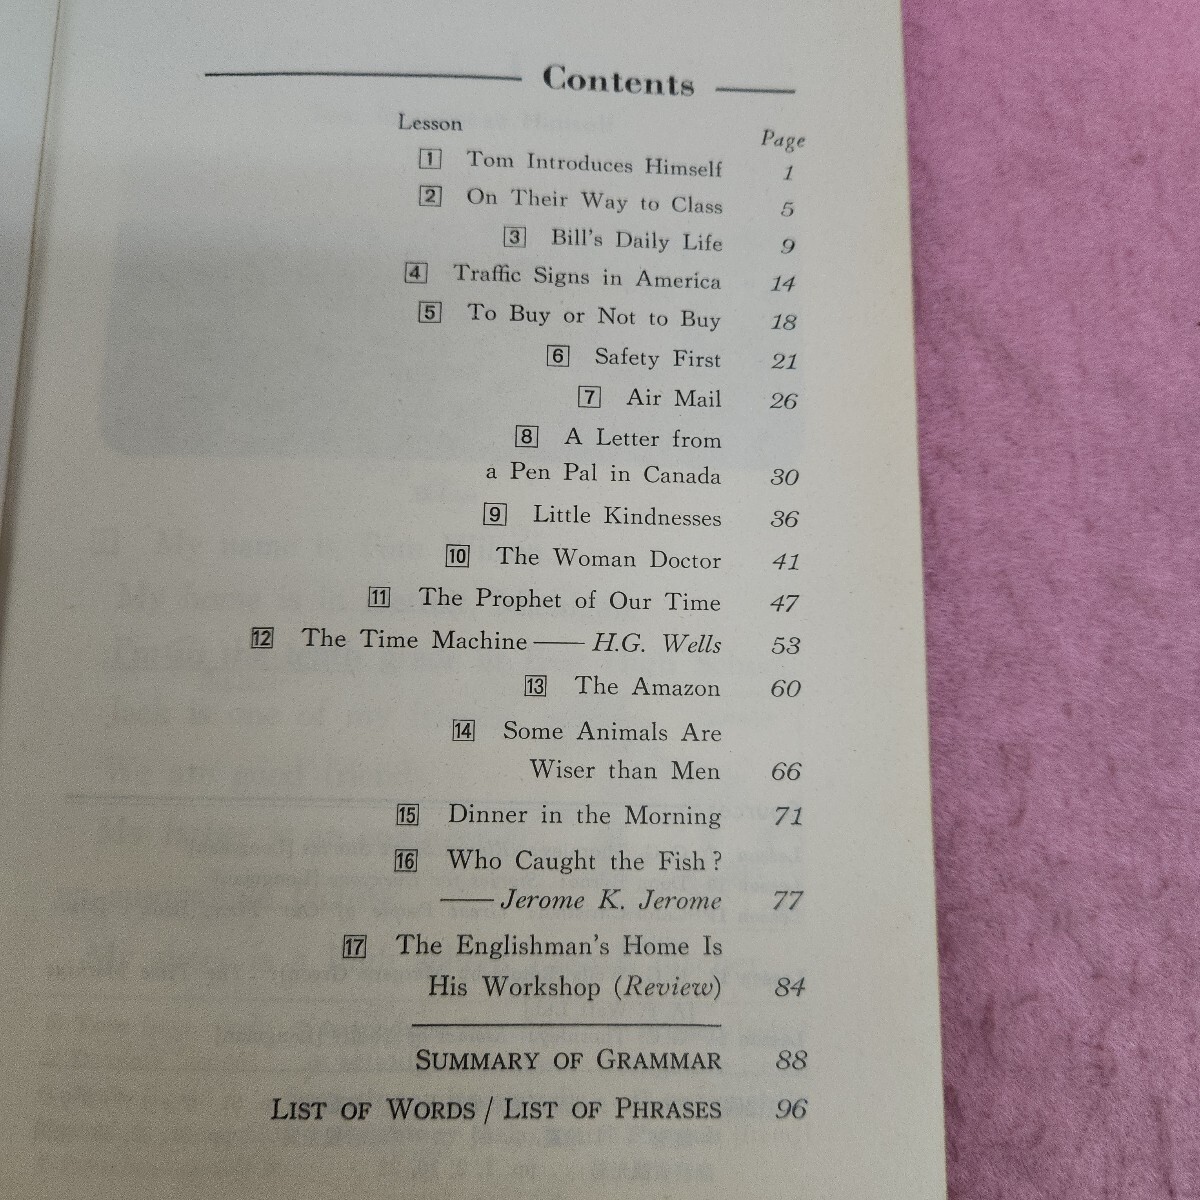 Contents
Lesson Page
1 Tom Introduces Himself 1
2 On Their Way to Class 5
3 Bill's Daily Life 9
4 Traffic Signs in America 14
5 To Buy or Not to Buy 18
6 Safety First 21
7 Air Mail 26
8 A Letter from
a Pen Pal in Canada 30
9 Little Kindnesses 36
10 The Woman Doctor 41
11 The Prophet of Our Time 47
12 The Time Machine — H.G. Wells 53
13 The Amazon 60
14 Some Animals Are
Wiser than Men 66
15 Dinner in the Morning 71
16 Who Caught the Fish?
— Jerome K. Jerome 77
17 The Englishman's Home Is
His Workshop (Review) 84
SUMMARY OF GRAMMAR 88
LIST OF WORDS / LIST OF PHRASES 96